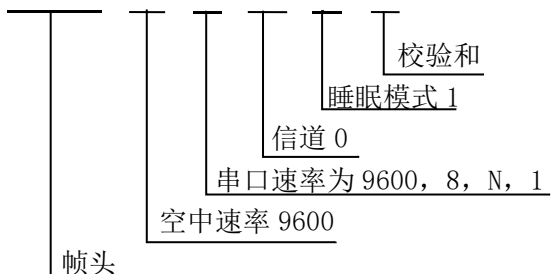 校验和
睡眠模式 1
信道 0
串口速率为 9600, 8, N, 1
空中速率 9600
帧头